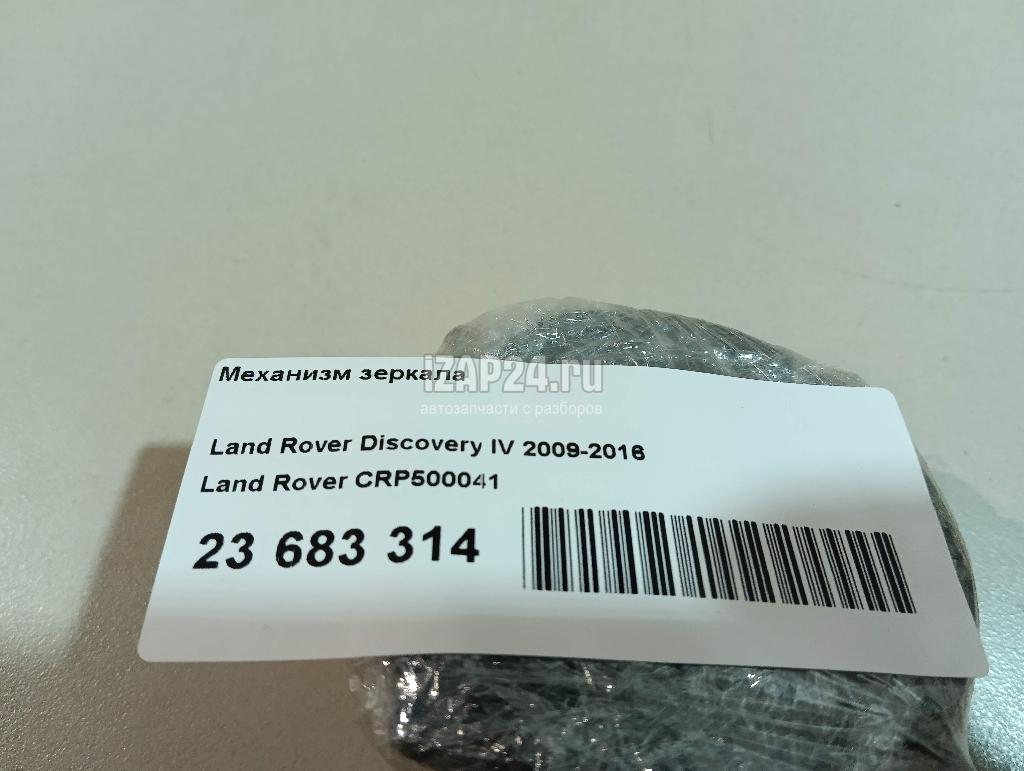 Механизм зеркала
iZAP24.ru
автозапчасти с разборов
Land Rover Discovery IV 2009-2016
Land Rover CRP500041
23 683 314